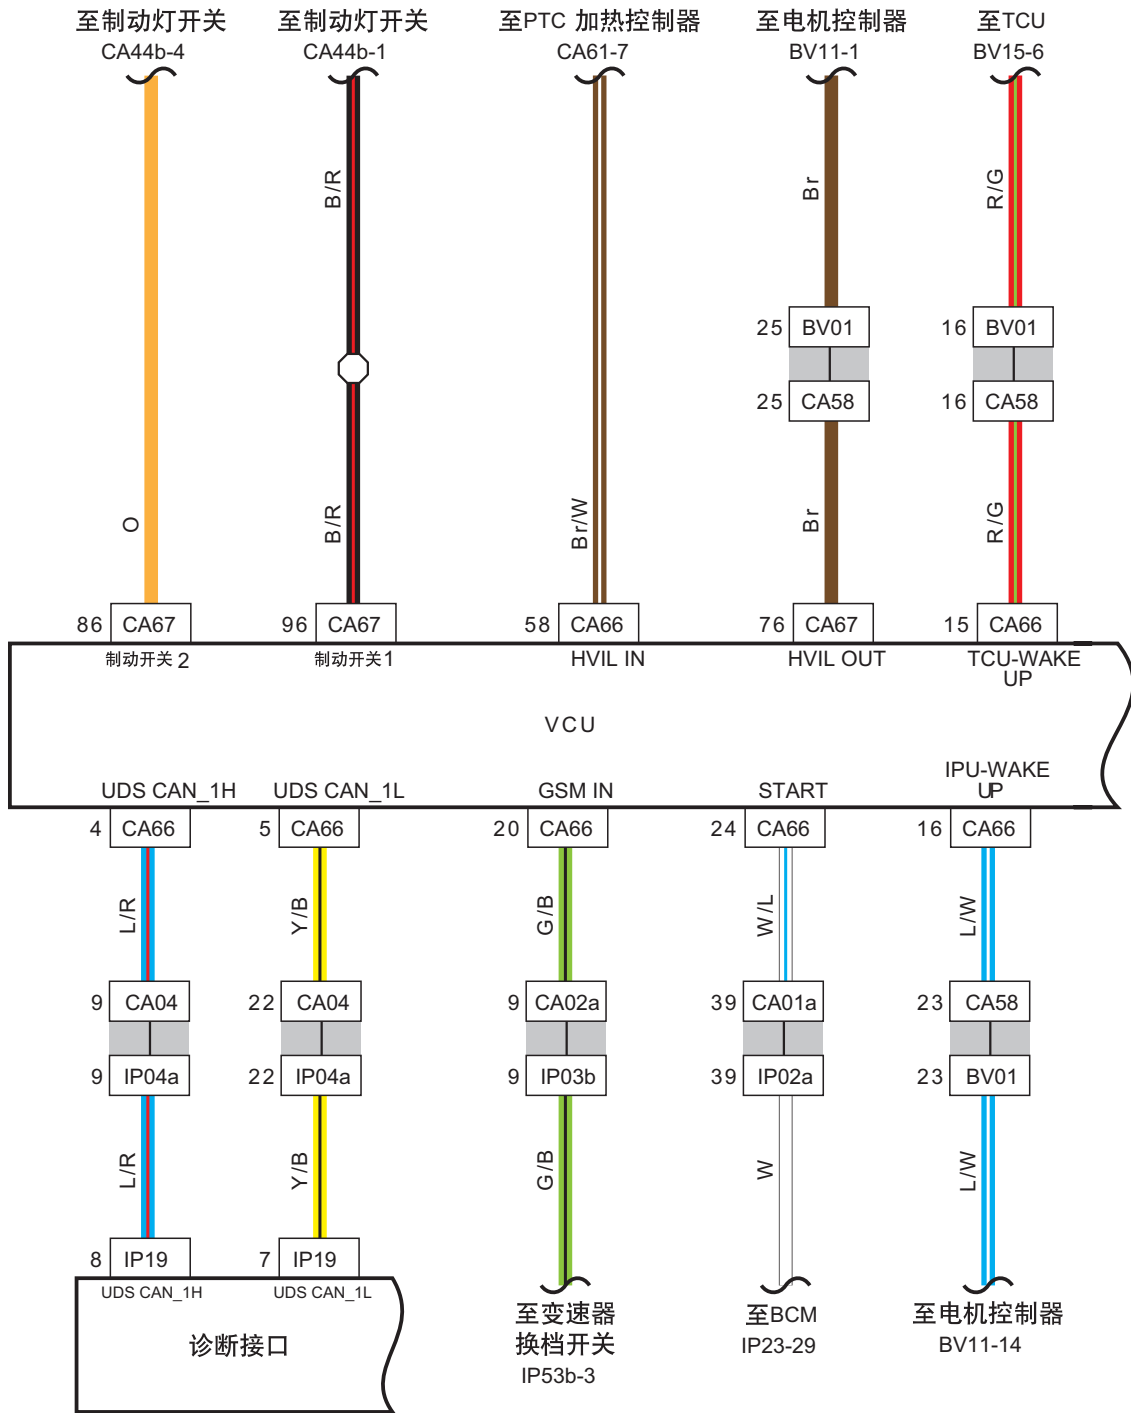 至制动灯开关 至制动灯开关 至PTC 加热控制器 至电机控制器 至TCU
CA44b-4 CA44b-1 CA61-7 BV11-1 BV15-6
B/R Br R/G
25 BV01 16 BV01
25 CA58 16 CA58
O B/R Br/W Br R/G
86 CA67 96 CA67 58 CA66 76 CA67 15 CA66
制动开关 2 制动开关1 HVIL IN HVIL OUT TCU-WAKE
UP
VCU
IPU-WAKE
UDS CAN_1H UDS CAN_1L GSM IN START UP
4 CA66 5 CA66 20 CA66 24 CA66 16 CA66
L/R Y/B G/B W/L L/W
9 CA04 22 CA04 9 CA02a 39 CA01a 23 CA58
9 IP04a 22 IP04a 9 IP03b 39 IP02a 23 BV01
L/R Y/B G/B W L/W
8 IP19 7 IP19
UDS CAN_1H UDS CAN_1L
诊断接口
至变速器 至BCM 至电机控制器
换档开关 IP23-29 BV11-14
IP53b-3